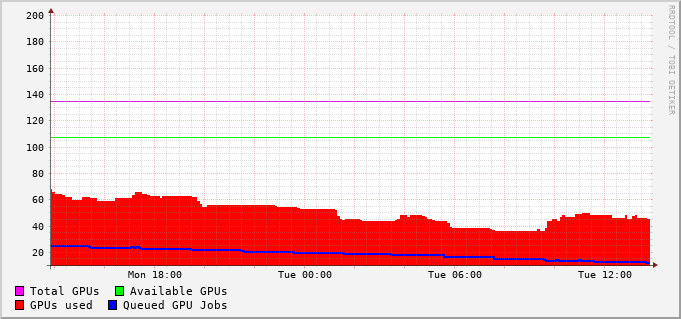 200
180
160
140
120
100
80
60
40
20
Mon 18:00 Tue 00:00 Tue 06:00 Tue 12:00
Total GPUs Available GPUs
GPUs used Queued GPU Jobs
RRDTOOL / TOBI OETIKER